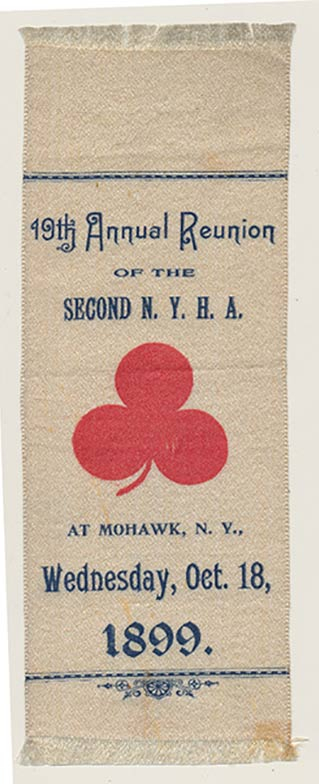 19th Annual Reunion
OF THE
SECOND N. Y. H. A.
AT MOHAWK, N. Y.,
Wednesday, Oct. 18,
1899.